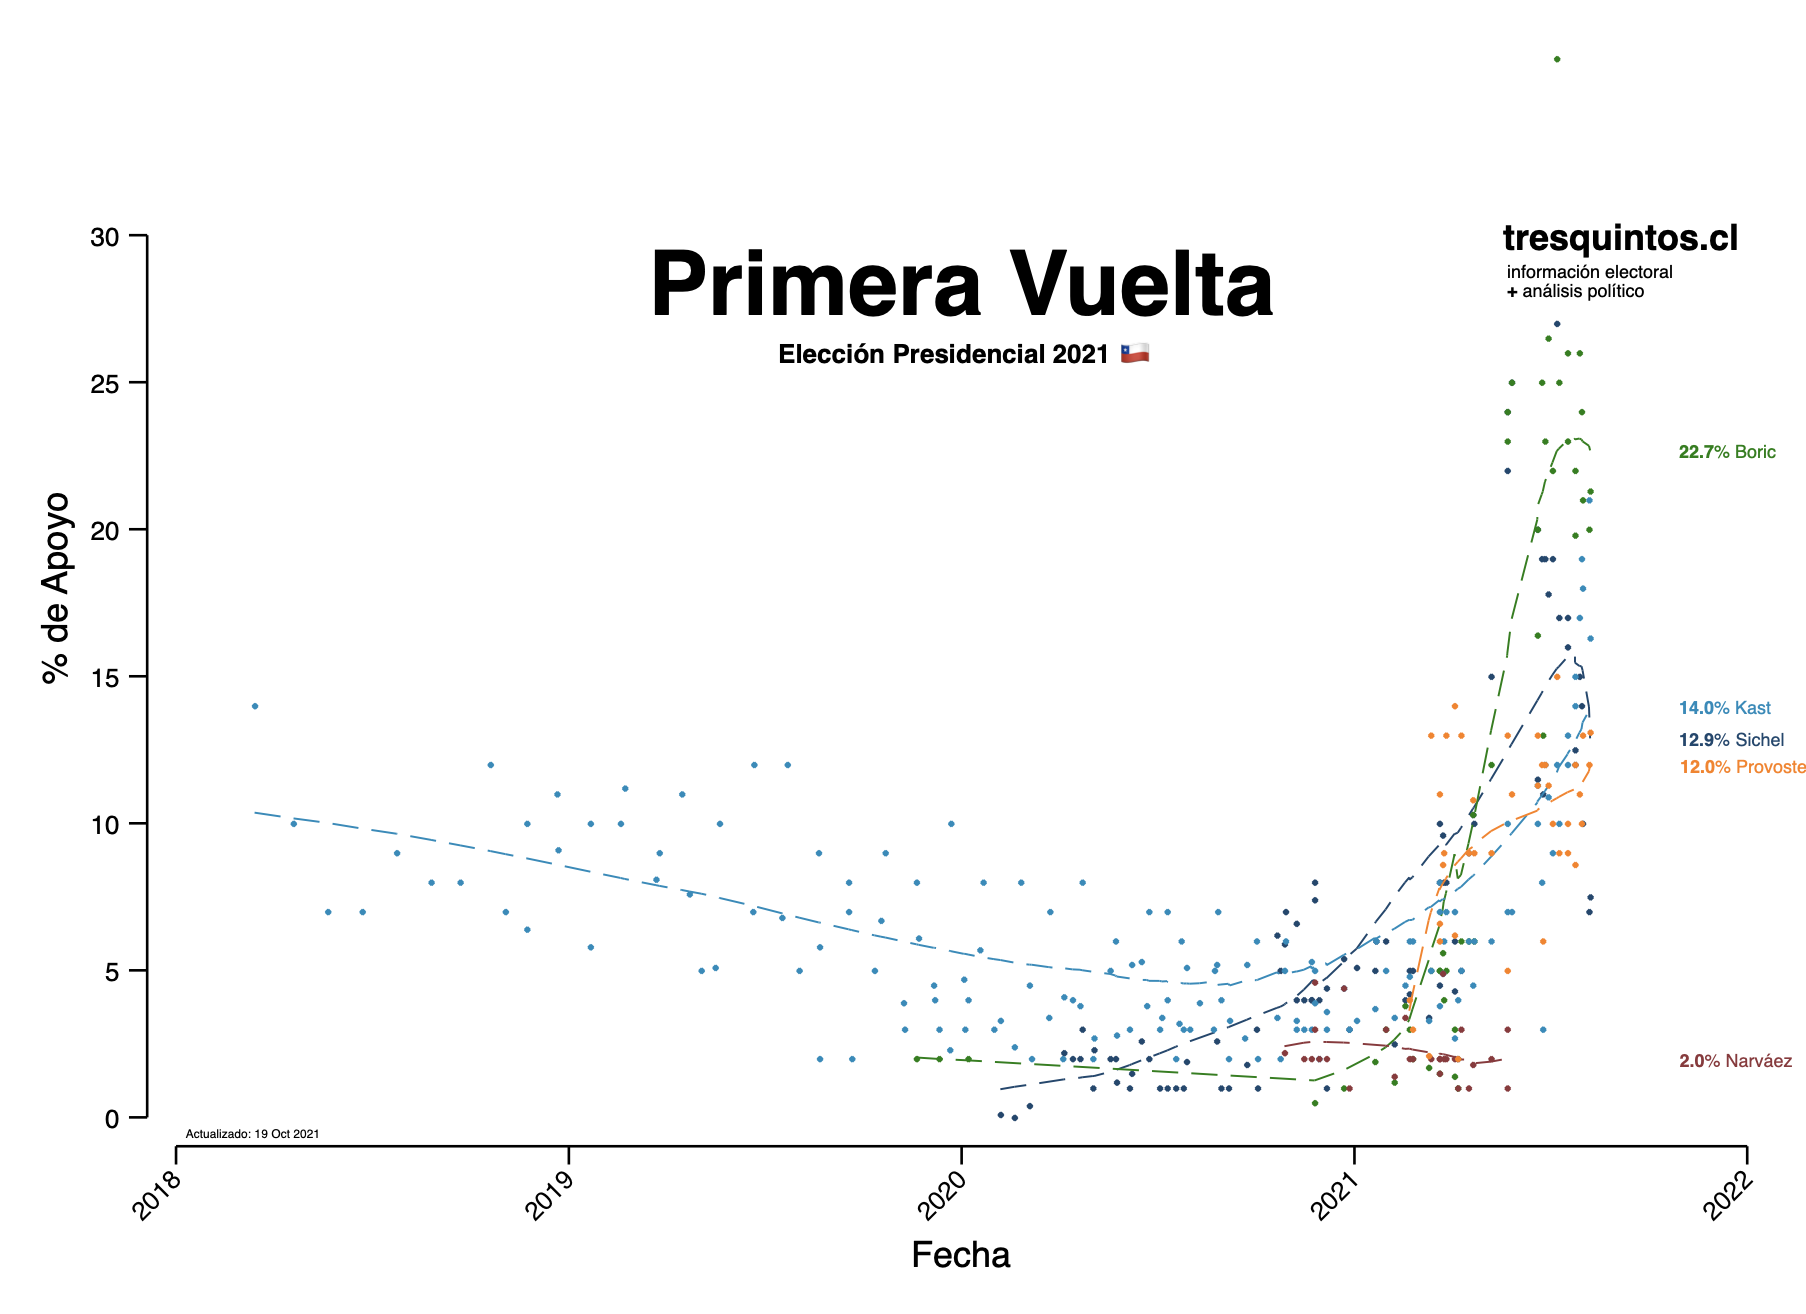 tresquintos.cl
información electoral
+ análisis político
Primera Vuelta
Elección Presidencial 2021 🇨🇱
% de Apoyo
30
25
20
15
10
5
0
22.7% Boric
14.0% Kast
12.9% Sichel
12.0% Provoste
2.0% Narváez
Actualizado: 19 Oct 2021
2018
2019
2020
2021
2022
Fecha